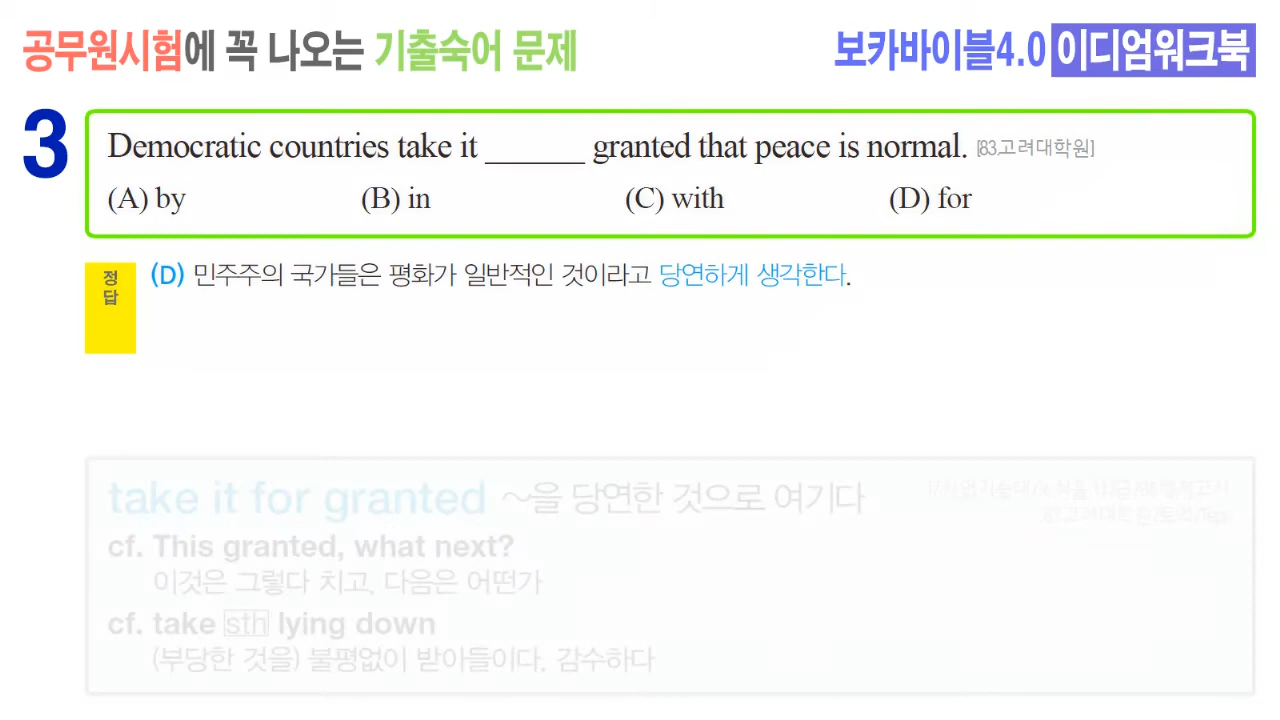 공무원시험에 꼭 나오는 기출숙어 문제
보카바이블4.0 이디엄워크북
3
Democratic countries take it ______ granted that peace is normal. [83.고려대학원]
(A) by (B) in (C) with (D) for
정답
(D) 민주주의 국가들은 평화가 일반적인 것이라고 당연하게 생각한다.
take it for granted ~을 당연한 것으로 여기다
cf. This granted, what next?
이것은 그렇다 치고, 다음은 어떤가
cf. take sth lying down
(부당한 것을) 불평없이 받아들이다, 감수하다